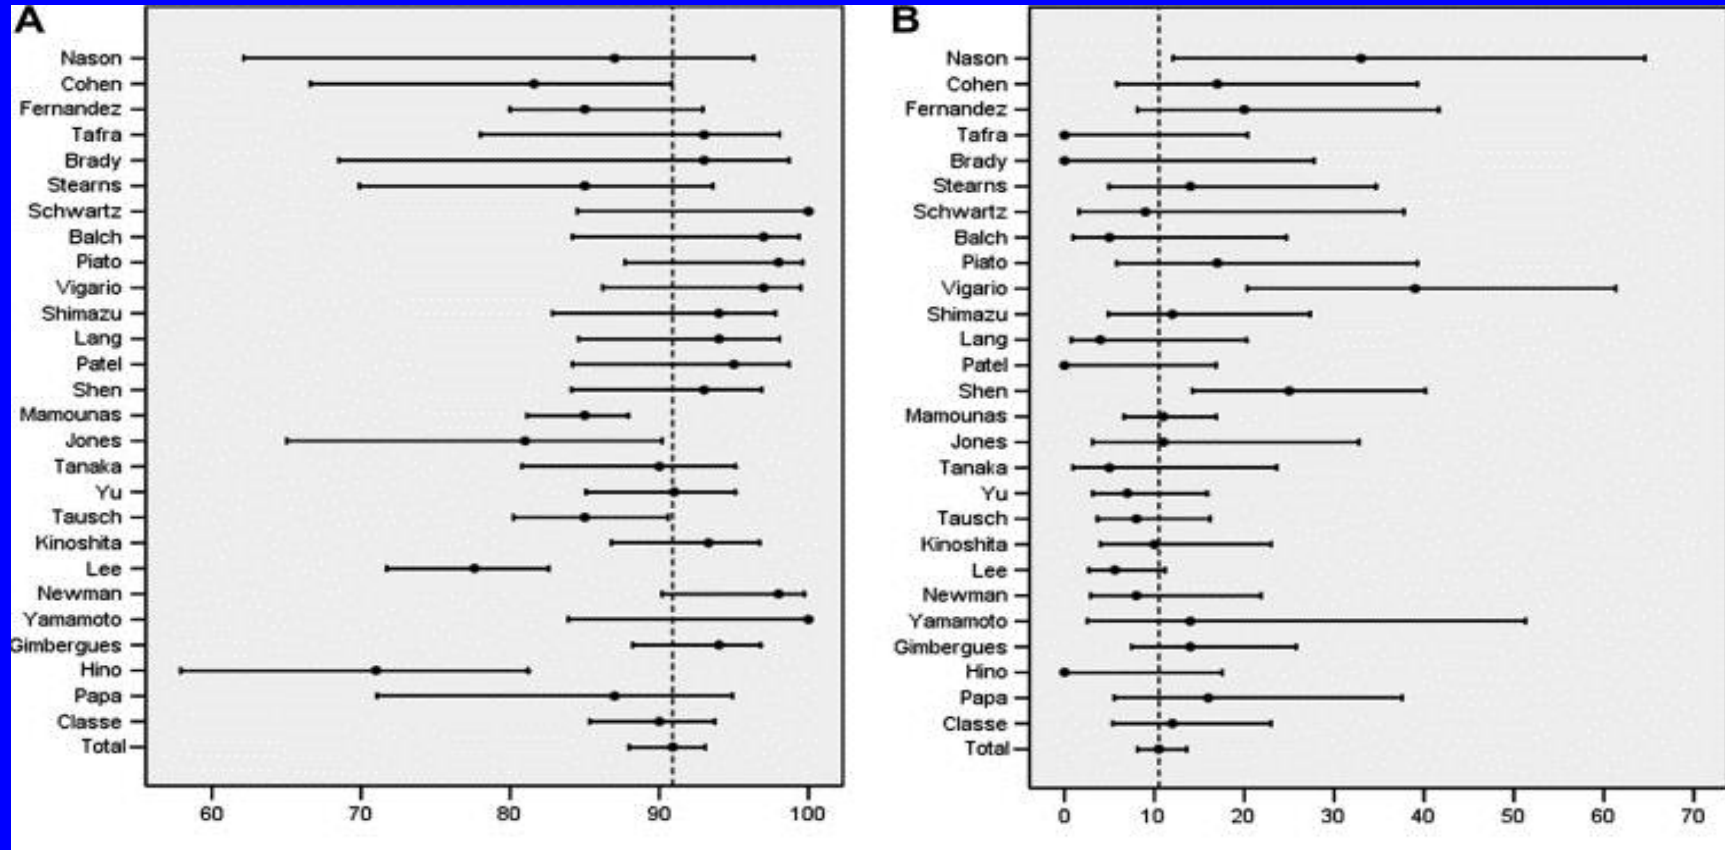 A
Nason
Cohen
Fernandez
Tafra
Brady
Stearns
Schwartz
Balch
Piato
Vigario
Shimazu
Lang
Patel
Shen
Mamounas
Jones
Tanaka
Yu
Tausch
Kinoshita
Lee
Newman
Yamamoto
Gimbergues
Hino
Papa
Classe
Total
60 70 80 90 100
B
Nason
Cohen
Fernandez
Tafra
Brady
Stearns
Schwartz
Balch
Piato
Vigario
Shimazu
Lang
Patel
Shen
Mamounas
Jones
Tanaka
Yu
Tausch
Kinoshita
Lee
Newman
Yamamoto
Gimbergues
Hino
Papa
Classe
Total
0 10 20 30 40 50 60 70